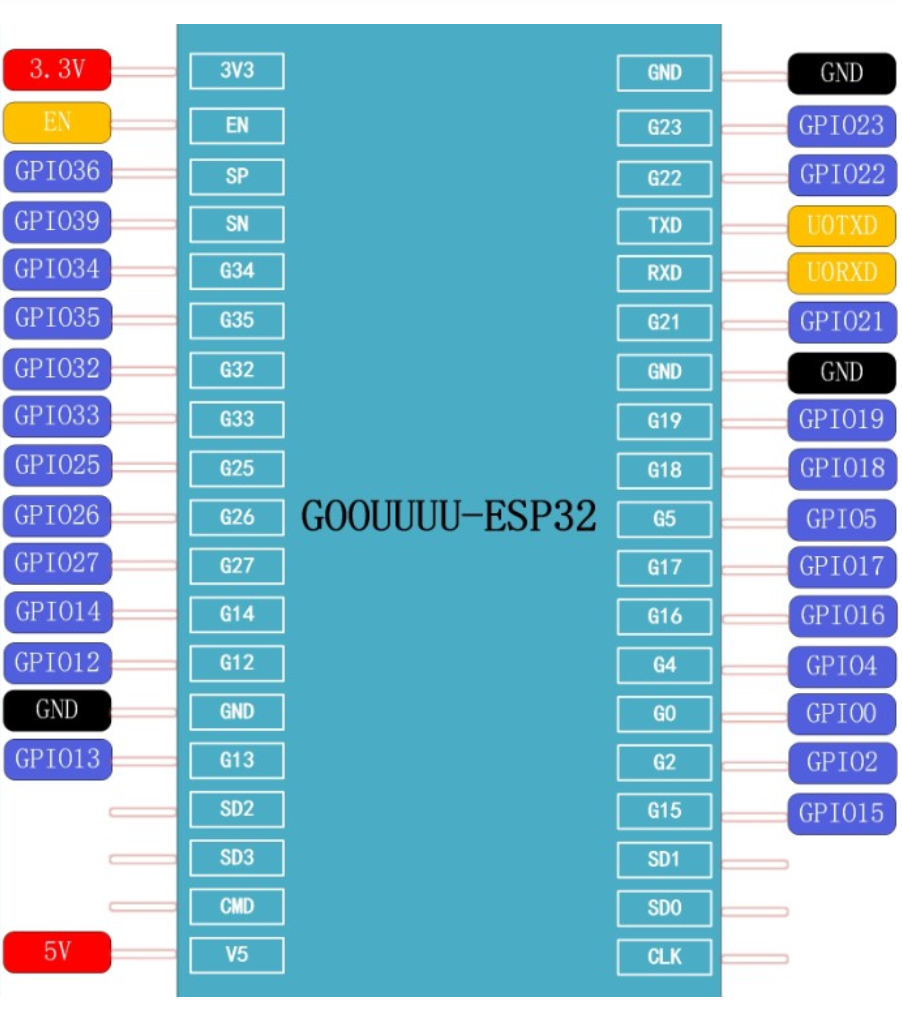 3.3V 3V3 GND GND
EN EN G23 GPIO23
GPIO36 SP G22 GPIO22
GPIO39 SN TXD U0TXD
GPIO34 G34 RXD U0RXD
GPIO35 G35 G21 GPIO21
GPIO32 G32 GND GND
GPIO33 G33 G19 GPIO19
GPIO25 G25 G18 GPIO18
GPIO26 G26 GOOUUUU-ESP32 G5 GPIO5
GPIO27 G27 G17 GPIO17
GPIO14 G14 G16 GPIO16
GPIO12 G12 G4 GPIO4
GND GND G0 GPIO0
GPIO13 G13 G2 GPIO2
SD2 G15 GPIO15
SD3 SD1
CMD SD0
5V V5 CLK